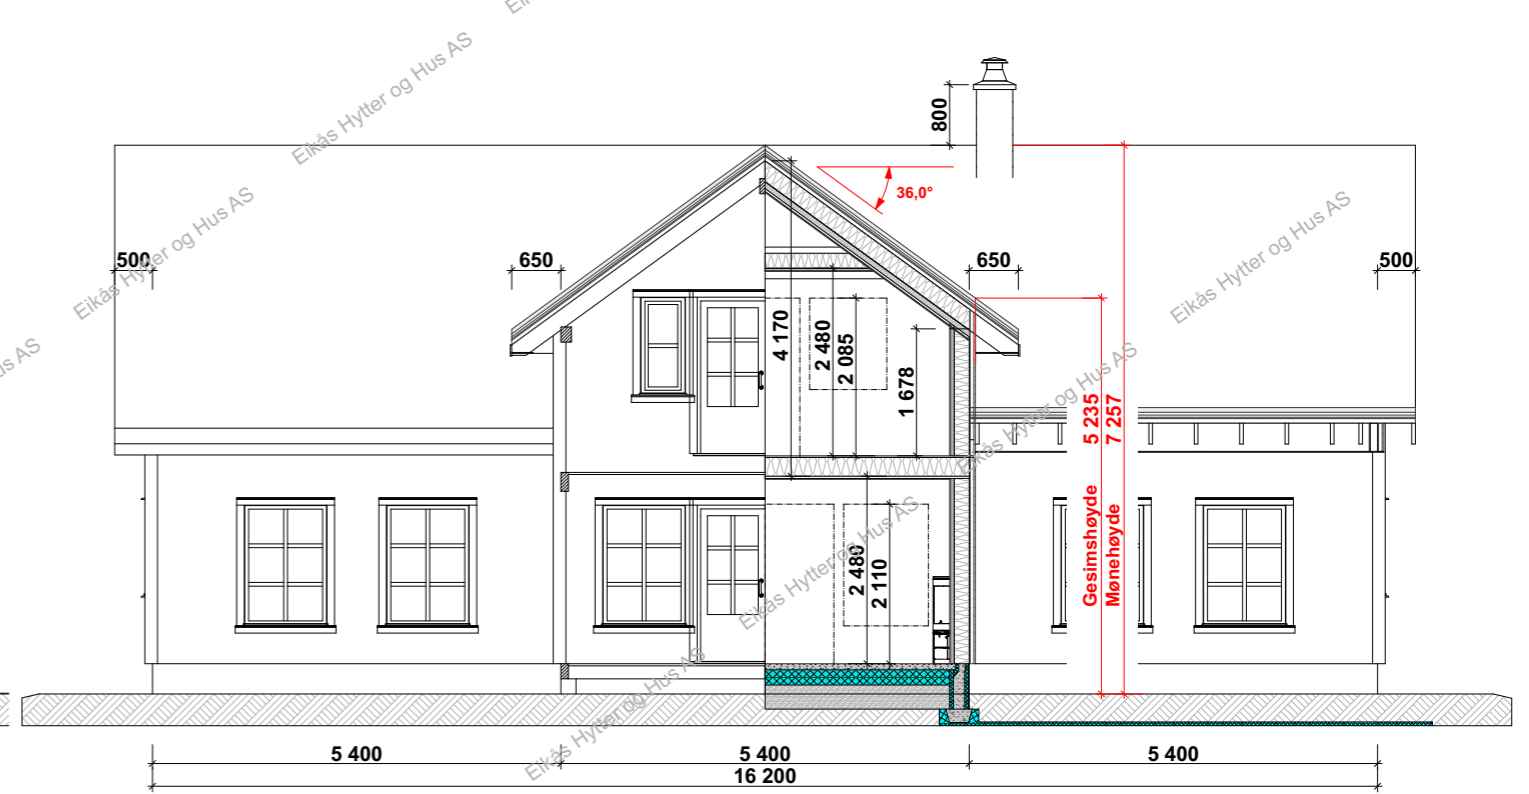 Eikås Hytter og Hus AS
Eikås Hytter og Hus AS
800
36,0°
Eikås Hytter og Hus AS
Eikås Hytter og Hus AS
500
650
650
500
4 170
2 480
2 085
1 678
us AS
Eikås Hytter og Hus AS
5 235
7 257
Gesimshøyde
Mønehøyde
2 480
2 110
Eikås Hytter og Hus AS
Eikås Hytter og Hus AS
5 400
5 400
5 400
16 200